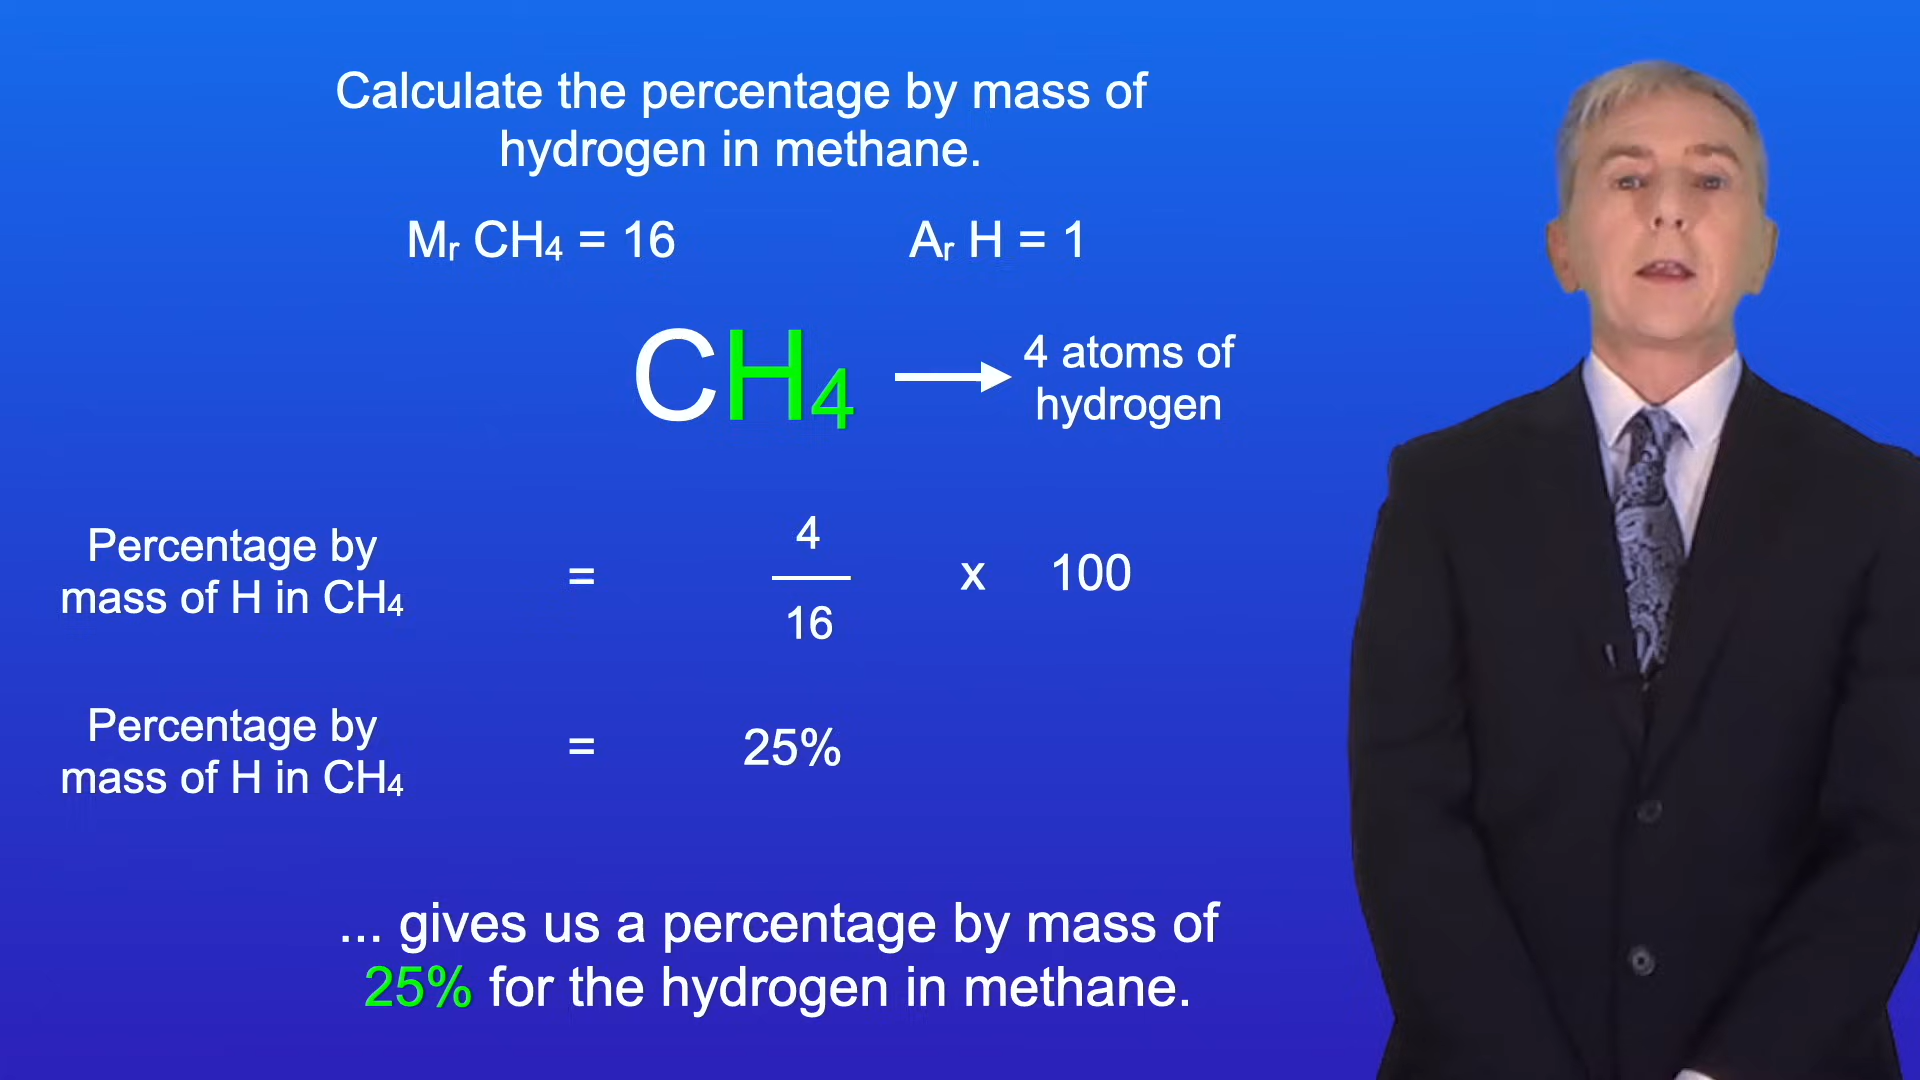 Calculate the percentage by mass of
hydrogen in methane.
Mr CH4 = 16 Ar H = 1
CH4 → 4 atoms of
hydrogen
Percentage by
mass of H in CH4
=
4
16
x 100
Percentage by
mass of H in CH4
= 25%
... gives us a percentage by mass of
25% for the hydrogen in methane.